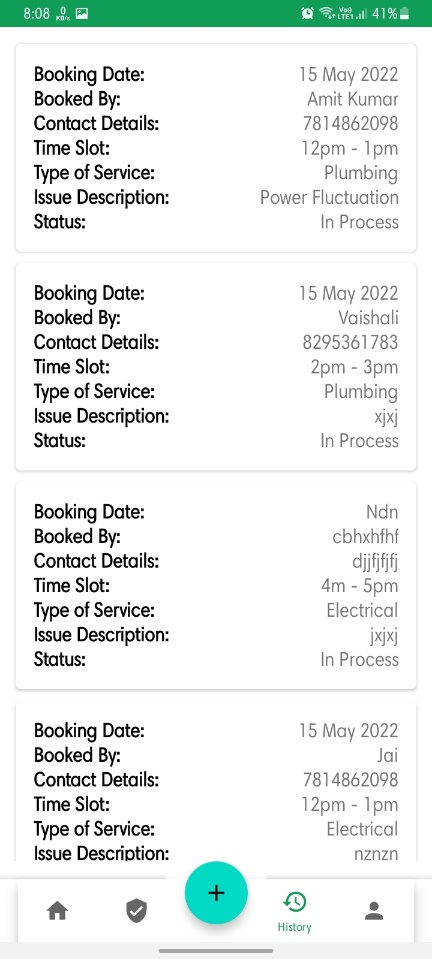 8:08 0 KB/s Vo) LTE1 41%
Booking Date: 15 May 2022
Booked By: Amit Kumar
Contact Details: 7814862098
Time Slot: 12pm - 1pm
Type of Service: Plumbing
Issue Description: Power Fluctuation
Status: In Process
Booking Date: 15 May 2022
Booked By: Vaishali
Contact Details: 8295361783
Time Slot: 2pm - 3pm
Type of Service: Plumbing
Issue Description: xjxj
Status: In Process
Booking Date: Ndn
Booked By: cbhxhfhf
Contact Details: djjfjfjfj
Time Slot: 4m - 5pm
Type of Service: Electrical
Issue Description: jxjxj
Status: In Process
Booking Date: 15 May 2022
Booked By: Jai
Contact Details: 7814862098
Time Slot: 12pm - 1pm
Type of Service: Electrical
Issue Description: nznzn
+
History